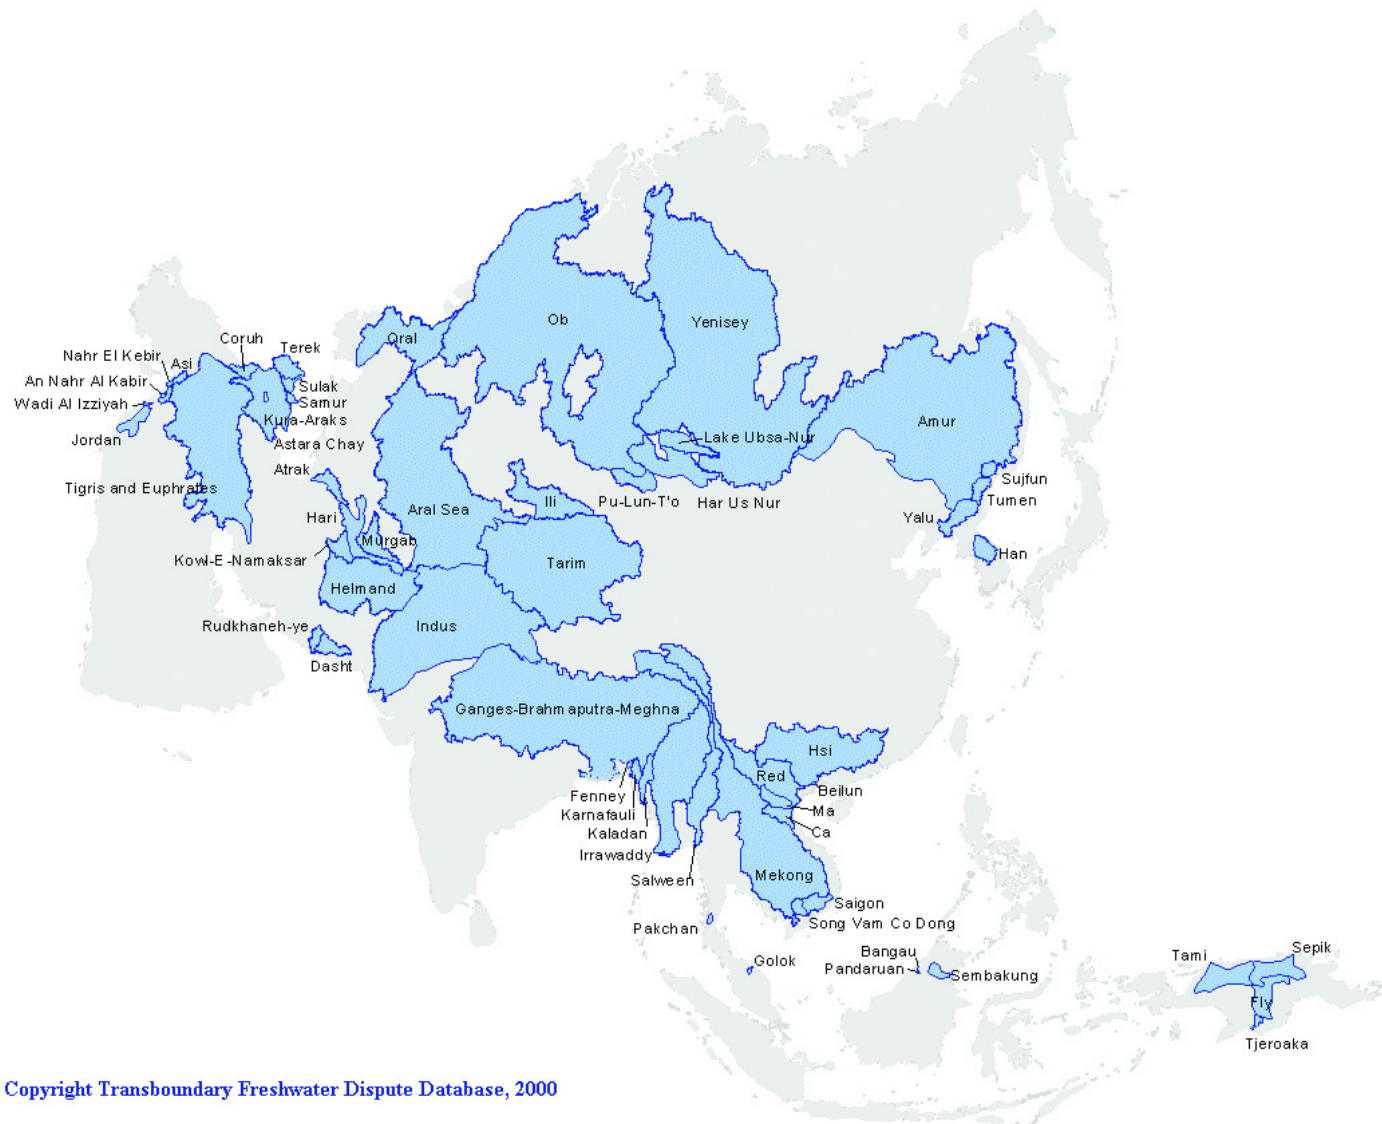 Ob
Yenisey
Qral
Coruh
Terek
Nahr El Kebir
Asi
An Nahr Al Kabir
Wadi Al Izziyah
Sulak
Samur
Kura-Araks
Jordan
Astara Chay
Amur
Lake Ubsa-Nur
Atrak
Tigris and Euphrates
Sujfun
Tumen
Ili
Pu-Lun-T'o
Har Us Nur
Hari
Aral Sea
Yalu
Murgab
Han
Kowl-E-Namaksar
Tarim
Helmand
Rudkhaneh-ye
Indus
Dasht
Ganges-Brahmaputra-Meghna
Hsi
Red
Beilun
Fenney
Ma
Karnafauli
Kaladan
Ca
Irrawaddy
Salween
Mekong
Saigon
Song Vam Co Dong
Pakchan
Bangau
Golok
Pandaruan
Sembakung
Tami
Sepik
Fly
Tjeroaka
Copyright Transboundary Freshwater Dispute Database, 2000